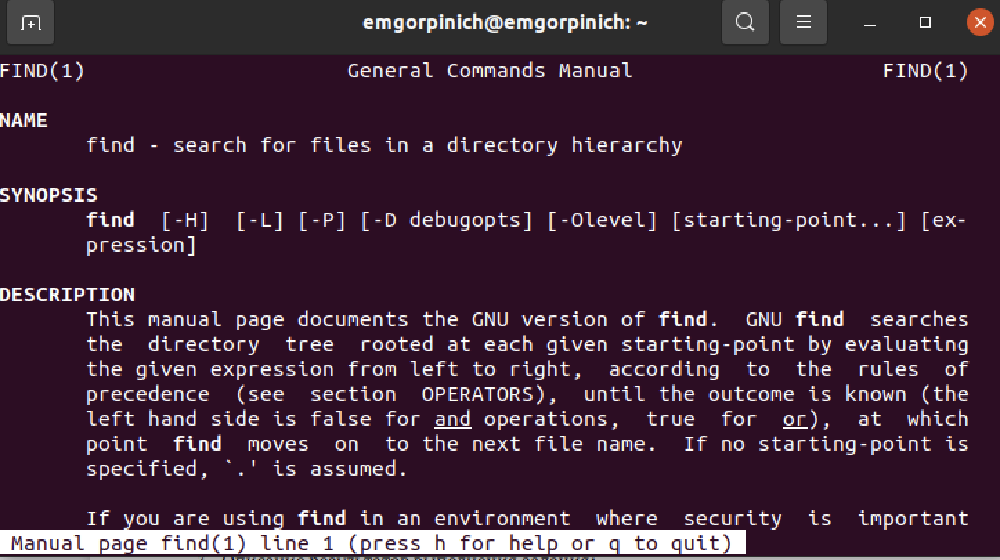 emgorpinich@emgorpinich: ~
FIND(1) General Commands Manual FIND(1)
NAME
find - search for files in a directory hierarchy
SYNOPSIS
find [-H] [-L] [-P] [-D debugopts] [-Olevel] [starting-point...] [ex-
pression]
DESCRIPTION
This manual page documents the GNU version of find. GNU find searches
the directory tree rooted at each given starting-point by evaluating
the given expression from left to right, according to the rules of
precedence (see section OPERATORS), until the outcome is known (the
left hand side is false for and operations, true for or), at which
point find moves on to the next file name. If no starting-point is
specified, `.' is assumed.
If you are using find in an environment where security is important
Manual page find(1) line 1 (press h for help or q to quit)